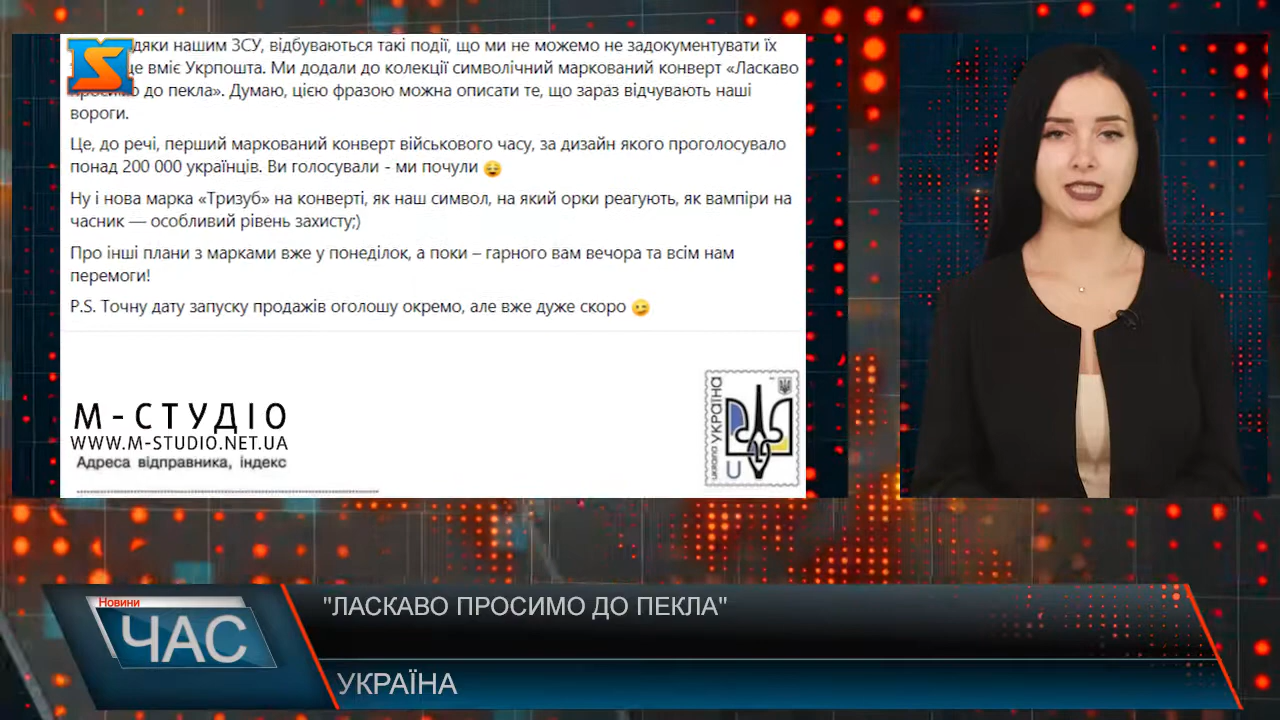 дяки нашим ЗСУ, відбуваються такі події, що ми не можемо не задокументувати їх
це вміє Укрпошта. Ми додали до колекції символічний маркований конверт «Ласкаво
до пекла». Думаю, цією фразою можна описати те, що зараз відчувають наші
вороги.
Це, до речі, перший маркований конверт військового часу, за дизайн якого проголосувало
понад 200 000 українців. Ви голосували - ми почули
Ну і нова марка «Тризуб» на конверті, як наш символ, на який орки реагують, як вампіри на
часник — особливий рівень захисту;)
Про інші плани з марками вже у понеділок, а поки – гарного вам вечора та всім нам
перемоги!
P.S. Точну дату запуску продажів оголошу окремо, але вже дуже скоро
М-СТУДІО
WWW.M-STUDIO.NET.UA
Адреса відправника, індекс
УКРАЇНА
ukraina
U
"ЛАСКАВО ПРОСИМО ДО ПЕКЛА"
Новини
ЧАС
УКРАЇНА